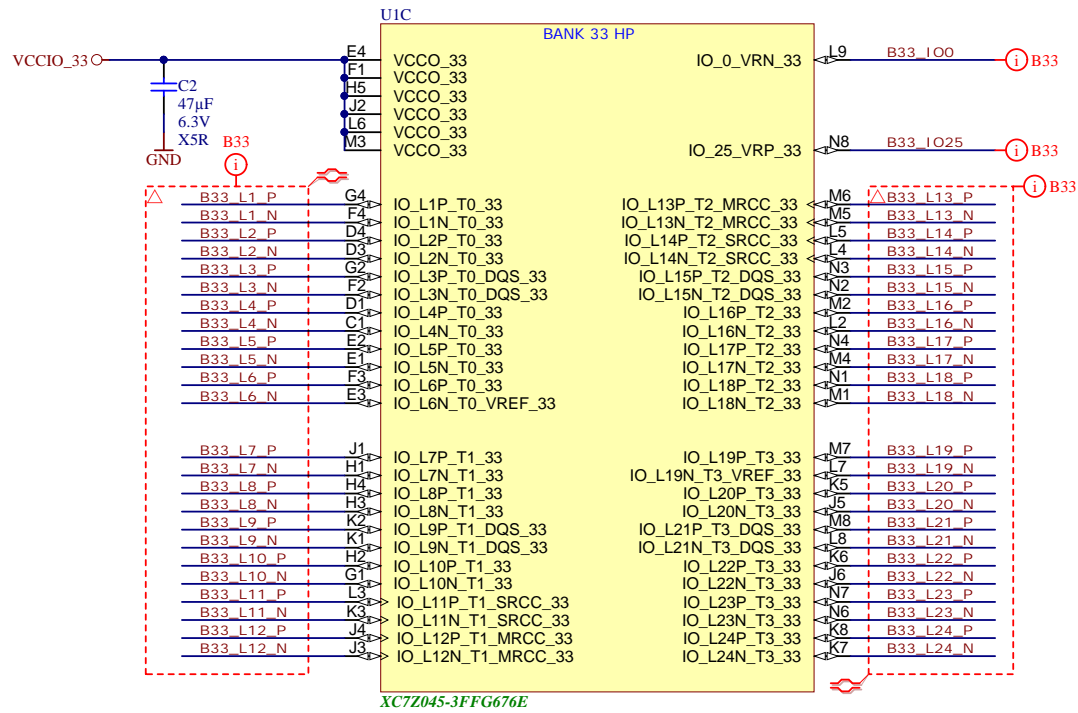 U1C
BANK 33 HP
VCCIO_33
E4 VCCO_33
F1 VCCO_33
H5 VCCO_33
J2 VCCO_33
L6 VCCO_33
M3 VCCO_33
C2
47µF
6.3V
X5R
GND
IO_0_VRN_33 L9 B33_IO0 i B33
IO_25_VRP_33 N8 B33_IO25 i B33
B33
i
i B33
B33_L1_P G4 IO_L1P_T0_33
B33_L1_N F4 IO_L1N_T0_33
B33_L2_P D4 IO_L2P_T0_33
B33_L2_N D3 IO_L2N_T0_33
B33_L3_P G2 IO_L3P_T0_DQS_33
B33_L3_N F2 IO_L3N_T0_DQS_33
B33_L4_P D1 IO_L4P_T0_33
B33_L4_N C1 IO_L4N_T0_33
B33_L5_P E2 IO_L5P_T0_33
B33_L5_N E1 IO_L5N_T0_33
B33_L6_P F3 IO_L6P_T0_33
B33_L6_N E3 IO_L6N_T0_VREF_33
B33_L7_P J1 IO_L7P_T1_33
B33_L7_N H1 IO_L7N_T1_33
B33_L8_P H4 IO_L8P_T1_33
B33_L8_N H3 IO_L8N_T1_33
B33_L9_P K2 IO_L9P_T1_DQS_33
B33_L9_N K1 IO_L9N_T1_DQS_33
B33_L10_P H2 IO_L10P_T1_33
B33_L10_N G1 IO_L10N_T1_33
B33_L11_P L3 IO_L11P_T1_SRCC_33
B33_L11_N K3 IO_L11N_T1_SRCC_33
B33_L12_P J4 IO_L12P_T1_MRCC_33
B33_L12_N J3 IO_L12N_T1_MRCC_33
IO_L13P_T2_MRCC_33 M6 B33_L13_P
IO_L13N_T2_MRCC_33 M5 B33_L13_N
IO_L14P_T2_SRCC_33 L5 B33_L14_P
IO_L14N_T2_SRCC_33 L4 B33_L14_N
IO_L15P_T2_DQS_33 N3 B33_L15_P
IO_L15N_T2_DQS_33 N2 B33_L15_N
IO_L16P_T2_33 M2 B33_L16_P
IO_L16N_T2_33 L2 B33_L16_N
IO_L17P_T2_33 N4 B33_L17_P
IO_L17N_T2_33 M4 B33_L17_N
IO_L18P_T2_33 N1 B33_L18_P
IO_L18N_T2_33 M1 B33_L18_N
IO_L19P_T3_33 M7 B33_L19_P
IO_L19N_T3_VREF_33 L7 B33_L19_N
IO_L20P_T3_33 K5 B33_L20_P
IO_L20N_T3_33 J5 B33_L20_N
IO_L21P_T3_DQS_33 M8 B33_L21_P
IO_L21N_T3_DQS_33 L8 B33_L21_N
IO_L22P_T3_33 K6 B33_L22_P
IO_L22N_T3_33 J6 B33_L22_N
IO_L23P_T3_33 N7 B33_L23_P
IO_L23N_T3_33 N6 B33_L23_N
IO_L24P_T3_33 K8 B33_L24_P
IO_L24N_T3_33 K7 B33_L24_N
XC7Z045-3FFG676E